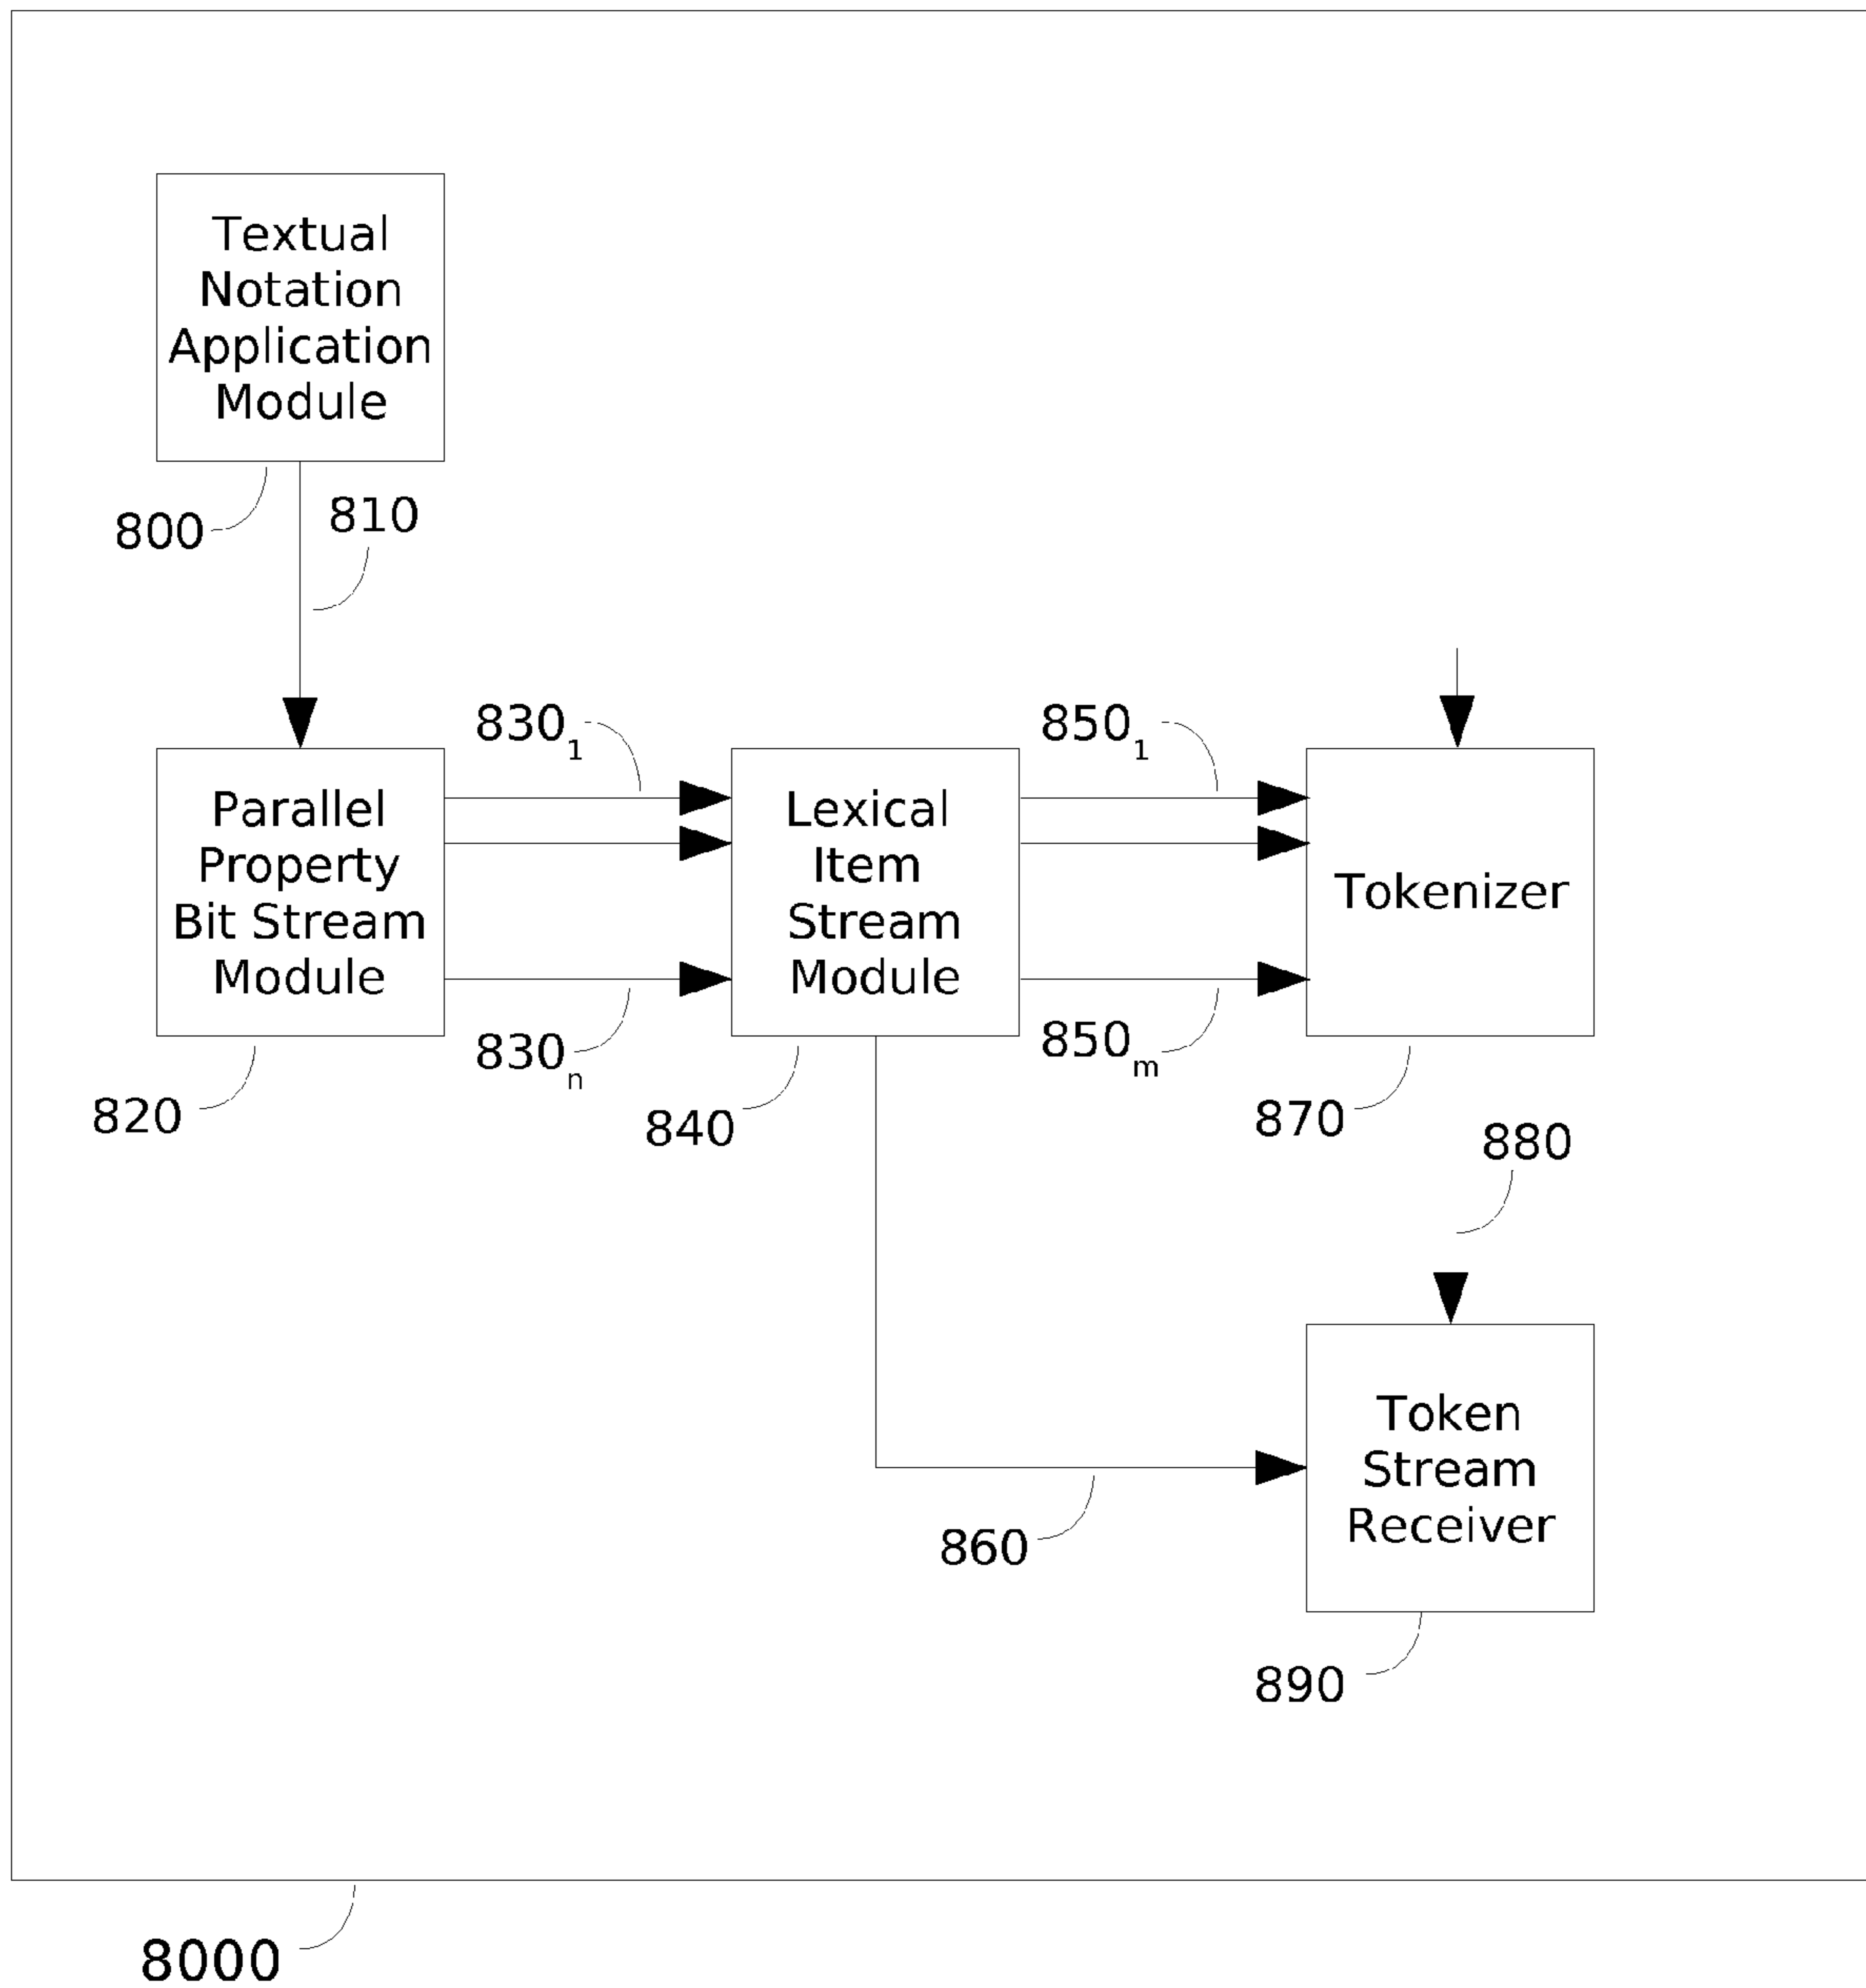 Textual
Notation
Application
Module
800
810
830₁
850₁
Parallel
Property
Bit Stream
Module
Lexical
Item
Stream
Module
Tokenizer
830ₙ
850ₘ
820
840
870
880
Token
Stream
Receiver
860
890
8000